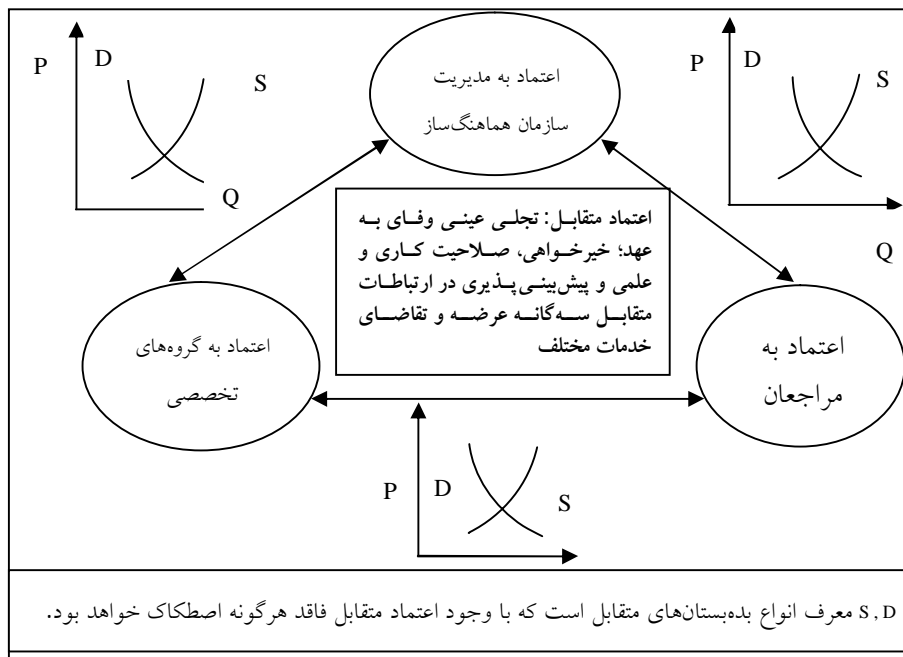 P
D
S
Q
اعتماد به مدیریت
سازمان هماهنگ‌ساز
P
D
S
Q
اعتماد متقابل: تجلی عینی وفای به
عهد؛ خیرخواهی، صلاحیت کاری و
علمی و پیش‌بینی‌پذیری در ارتباطات
متقابل سه‌گانه عرضه و تقاضای
خدمات مختلف
اعتماد به گروه‌های
تخصصی
اعتماد به
مراجعان
P
D
S
S , D معرف انواع بده‌بستان‌های متقابل است که با وجود اعتماد متقابل فاقد هرگونه اصطکاک خواهد بود.